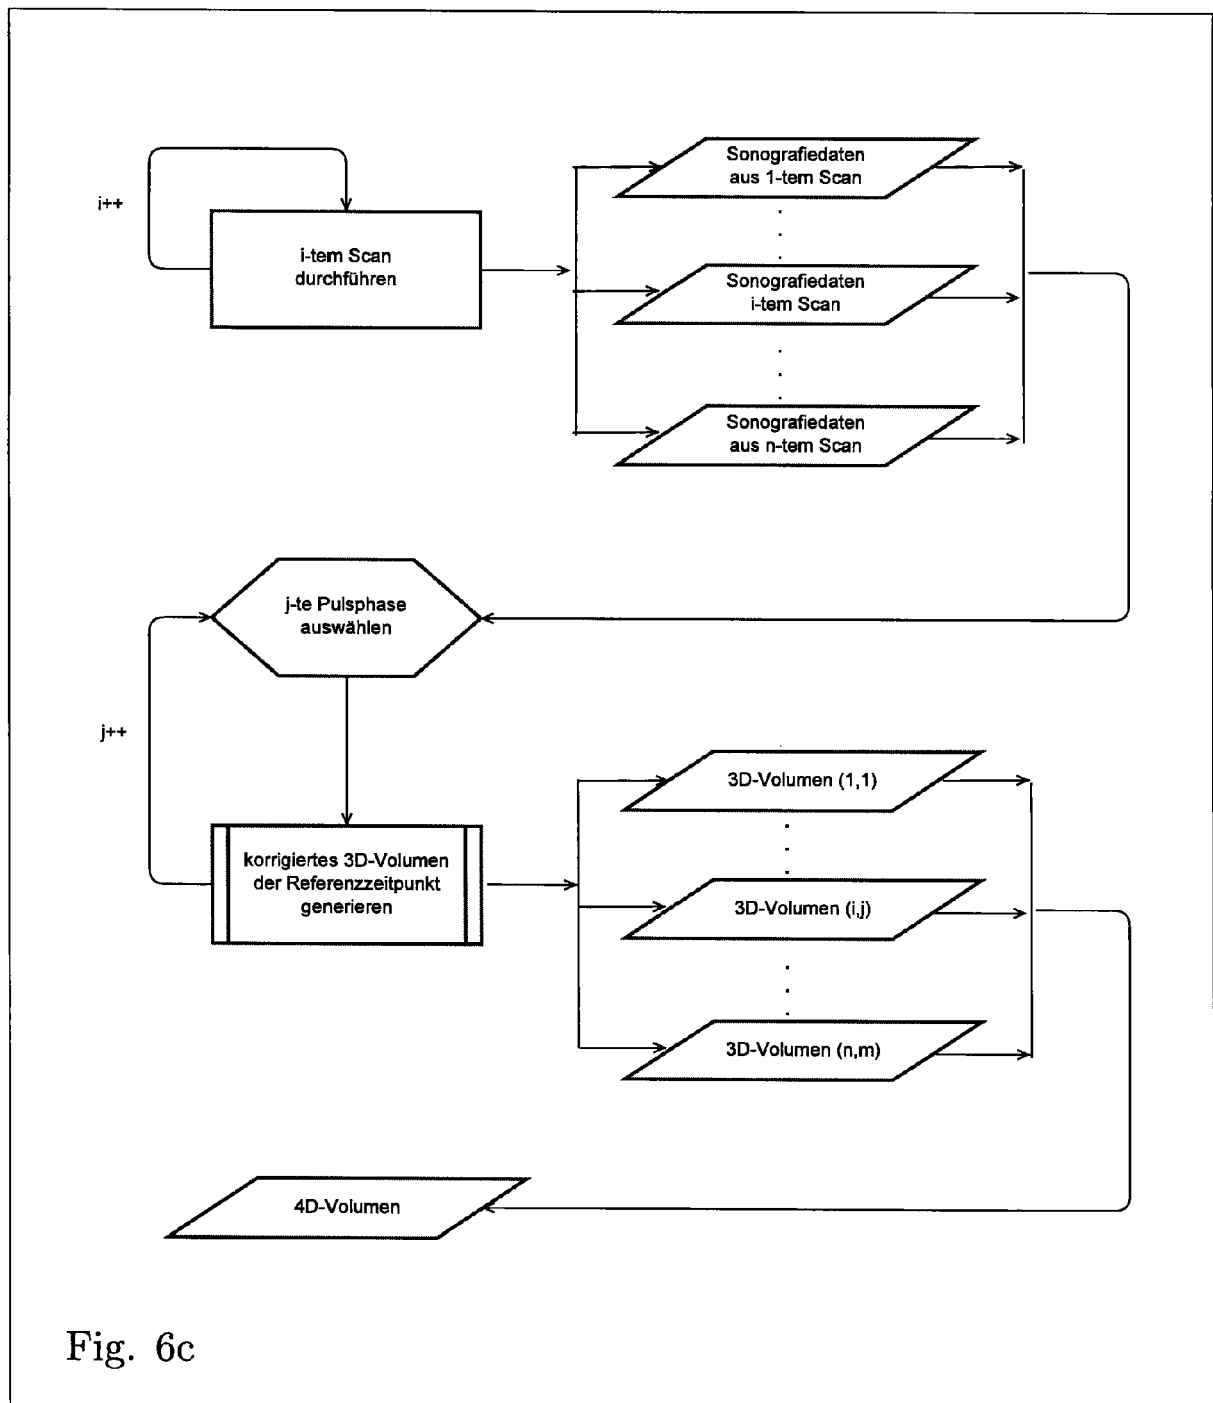 i++
i-tem Scan
durchführen
Sonografiedaten
aus 1-tem Scan
Sonografiedaten
i-tem Scan
Sonografiedaten
aus n-tem Scan
j-te Pulsphase
auswählen
j++
korrigiertes 3D-Volumen
der Referenzzeitpunkt
generieren
3D-Volumen (1,1)
3D-Volumen (i,j)
3D-Volumen (n,m)
4D-Volumen
Fig. 6c